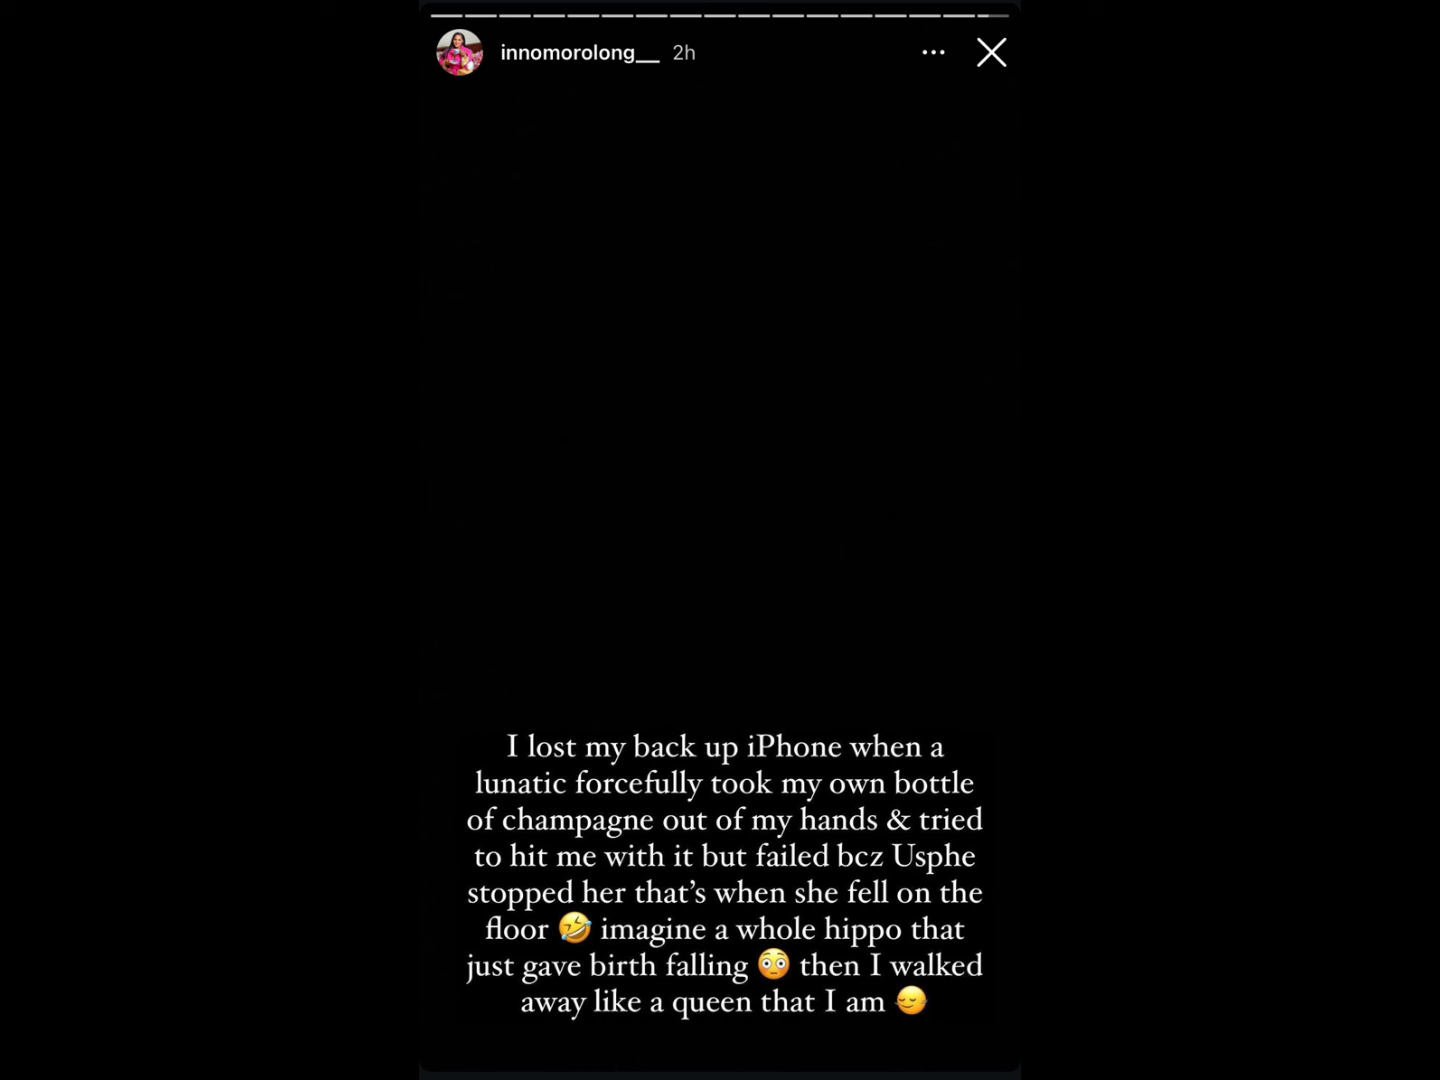 innomorolong__ 2h
I lost my back up iPhone when a
lunatic forcefully took my own bottle
of champagne out of my hands & tried
to hit me with it but failed bcz Usphe
stopped her that's when she fell on the
floor 🤣 imagine a whole hippo that
just gave birth falling 😳 then I walked
away like a queen that I am 😌